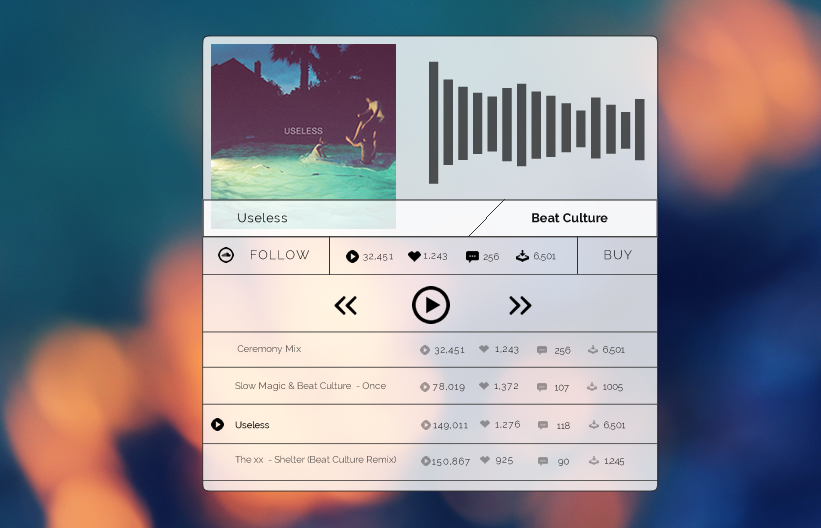 USELESS
Useless Beat Culture
FOLLOW 32,451 1,243 256 6,501 BUY
Ceremony Mix 32,451 1,243 256 6,501
Slow Magic & Beat Culture - Once 78,019 1,372 107 1005
Useless 149,011 1,276 118 6,501
The xx - Shelter (Beat Culture Remix) 150,867 925 90 1,245